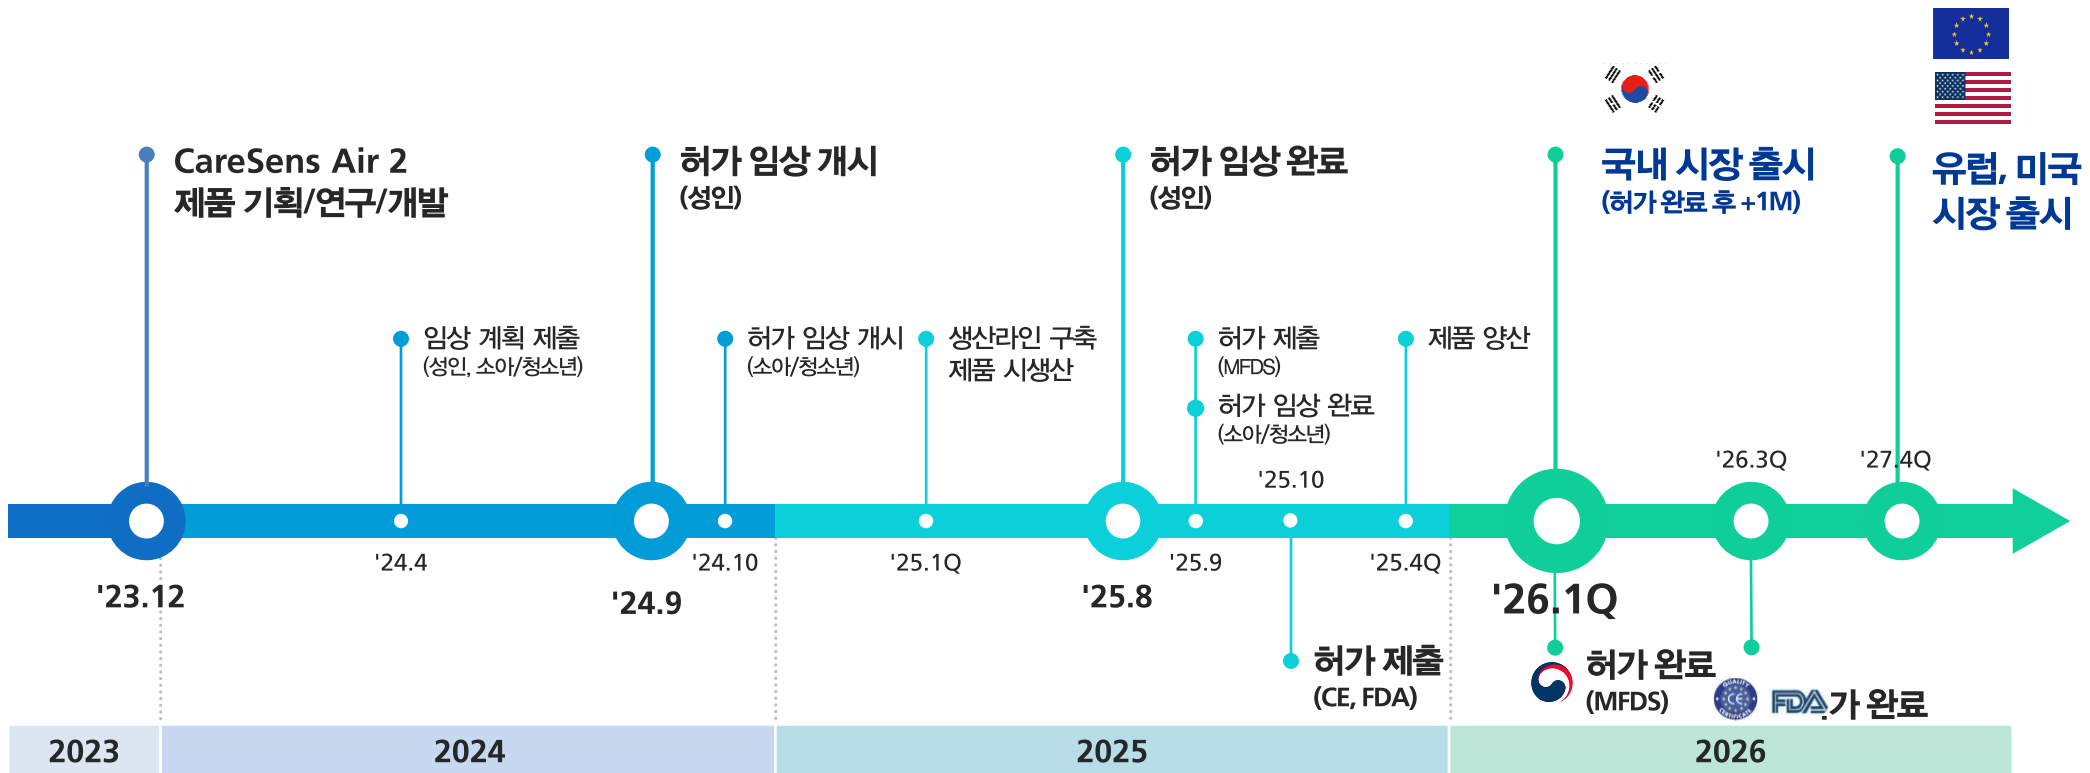 CareSens Air 2
제품 기획/연구/개발
허가 임상 개시
(성인)
허가 임상 완료
(성인)
국내 시장 출시
(허가 완료 후 +1M)
유럽, 미국
시장 출시
임상 계획 제출
(성인, 소아/청소년)
허가 임상 개시
(소아/청소년)
생산라인 구축
제품 시생산
허가 제출
(MFDS)
허가 임상 완료
(소아/청소년)
제품 양산
'25.10
'26.3Q
'27.4Q
'23.12
'24.4
'24.9
'24.10
'25.1Q
'25.8
'25.9
'25.4Q
'26.1Q
허가 제출
(CE, FDA)
허가 완료
(MFDS)
QUALITY
CE
CERTIFICATE
FDA
가 완료
2023
2024
2025
2026